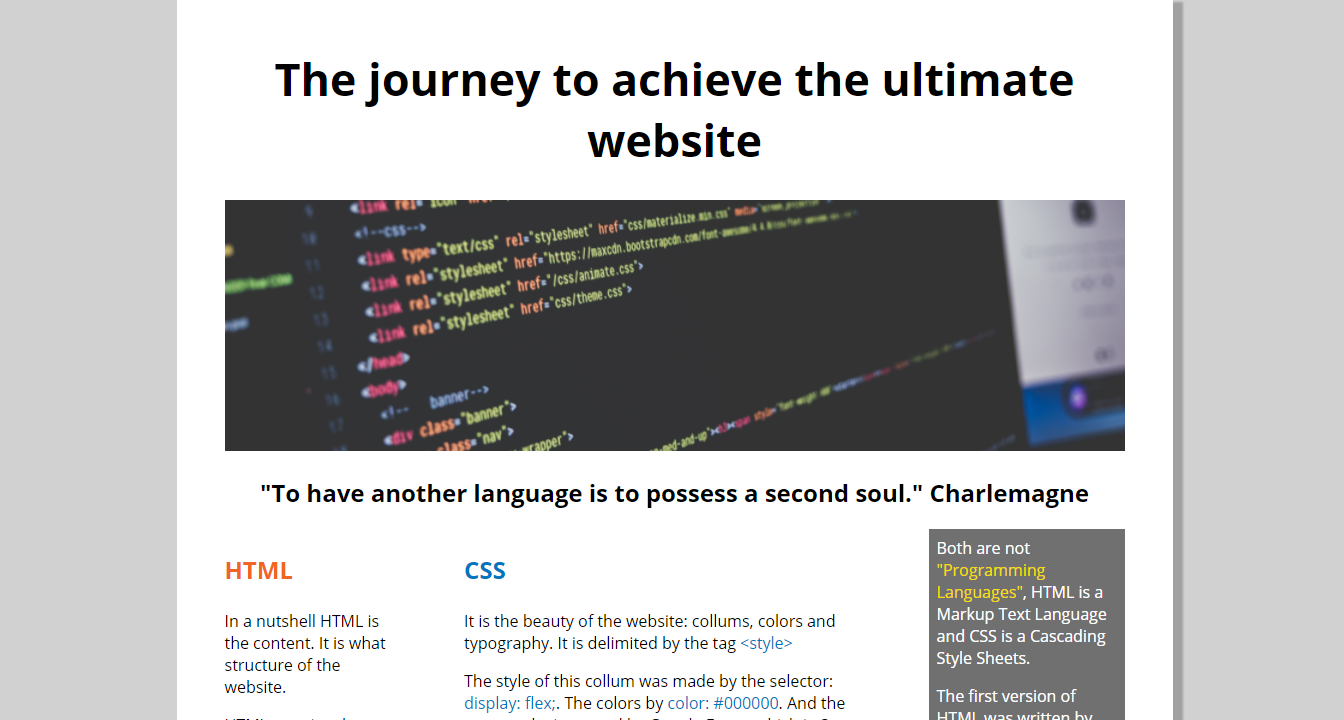 The journey to achieve the ultimate
website
<!--css-->
<link type="text/css" rel="stylesheet" href="css/materialize.min.css"
<link rel="stylesheet" href="https://maxcdn.bootstrapcdn.com/font-awesome/4.
<link rel="stylesheet" href="/css/animate.css">
<link rel="stylesheet" href="css/theme.css">
</head>
<body>
<!-- banner-->
<div class="banner">
class="nav">
"To have another language is to possess a second soul." Charlemagne
HTML
In a nutshell HTML is
the content. It is what
structure of the
website.
CSS
It is the beauty of the website: collums, colors and
typography. It is delimited by the tag <style>
The style of this collum was made by the selector:
display: flex;. The colors by color: #000000. And the
Both are not
"Programming
Languages", HTML is a
Markup Text Language
and CSS is a Cascading
Style Sheets.
The first version of
HTML was written by